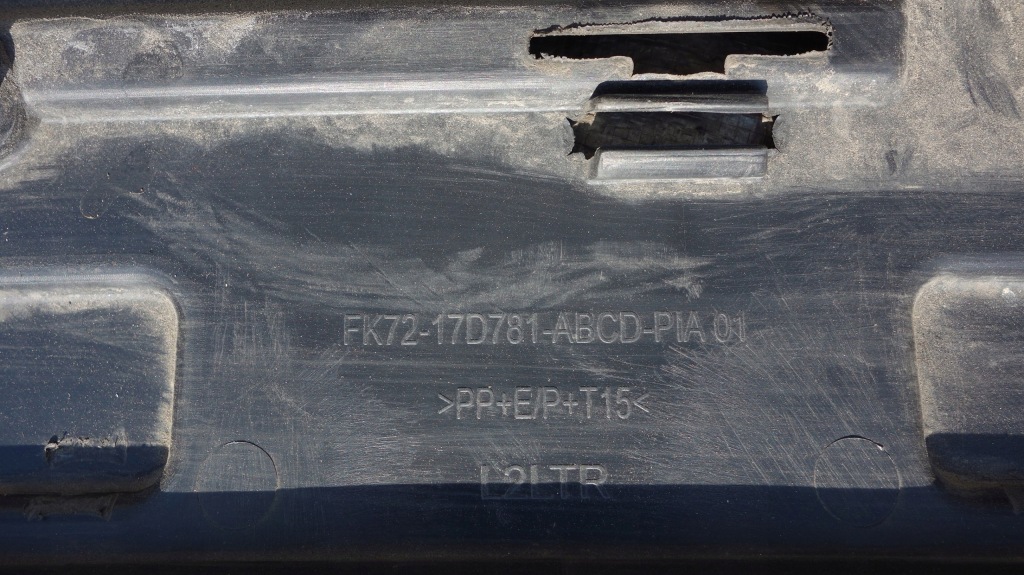 FK72-17D781-ABCD-PIA 01
>PP+E/P+T15<
L2LTR